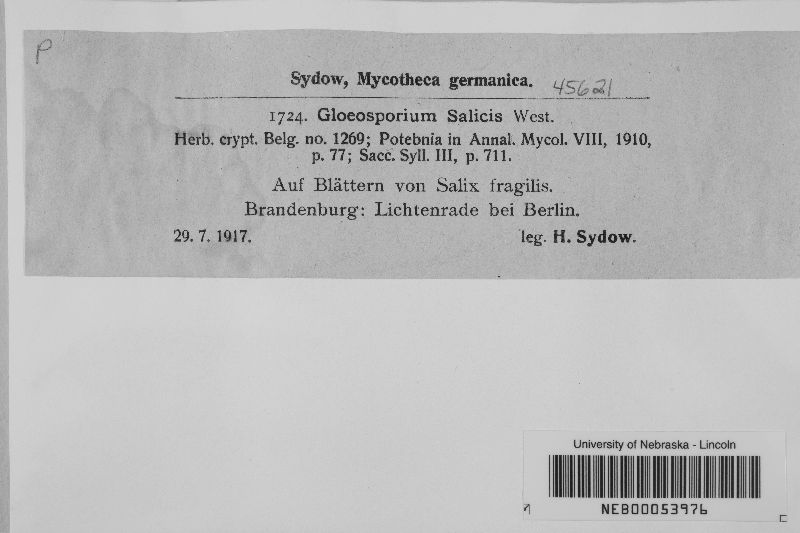 P
Sydow, Mycotheca germanica. 45621
1724. Gloeosporium Salicis West.
Herb. crypt. Belg. no. 1269; Potebnia in Annal. Mycol. VIII, 1910,
p. 77; Sacc. Syll. III, p. 711.
Auf Blättern von Salix fragilis.
Brandenburg: Lichtenrade bei Berlin.
29. 7. 1917. leg. H. Sydow.
University of Nebraska - Lincoln
NEB00053976